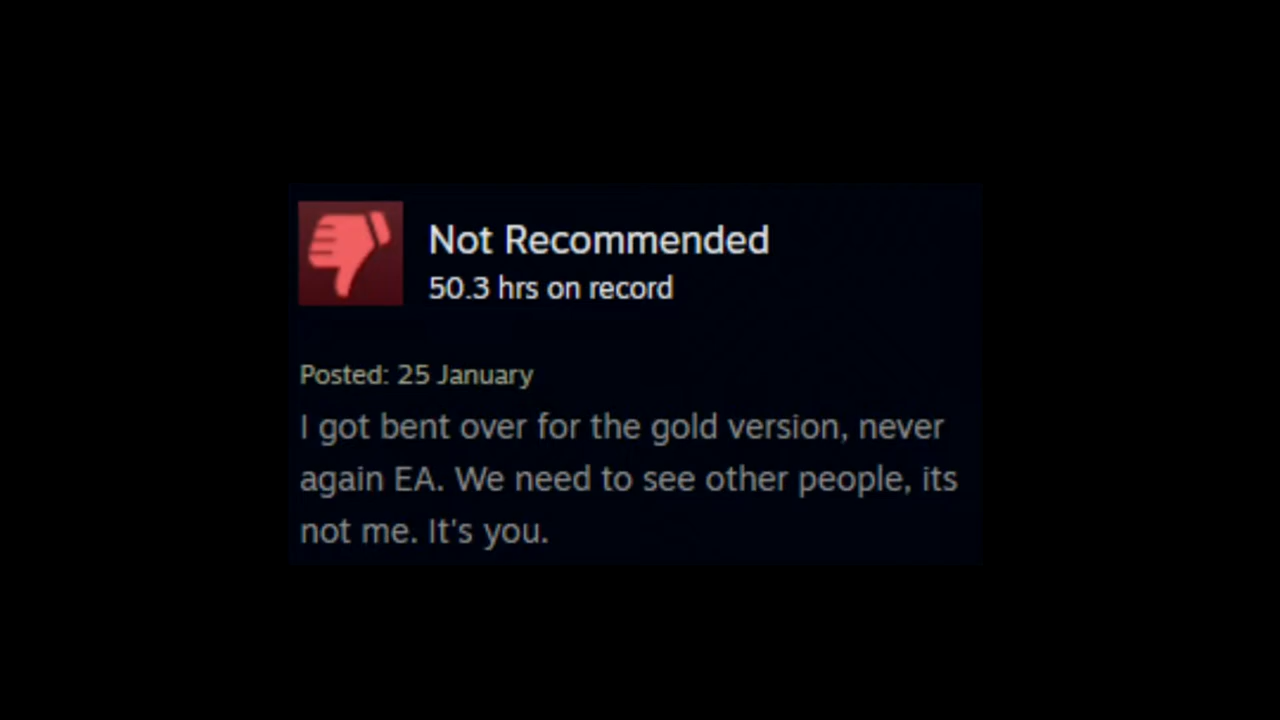 Not Recommended
50.3 hrs on record
Posted: 25 January
I got bent over for the gold version, never
again EA. We need to see other people, its
not me. It's you.